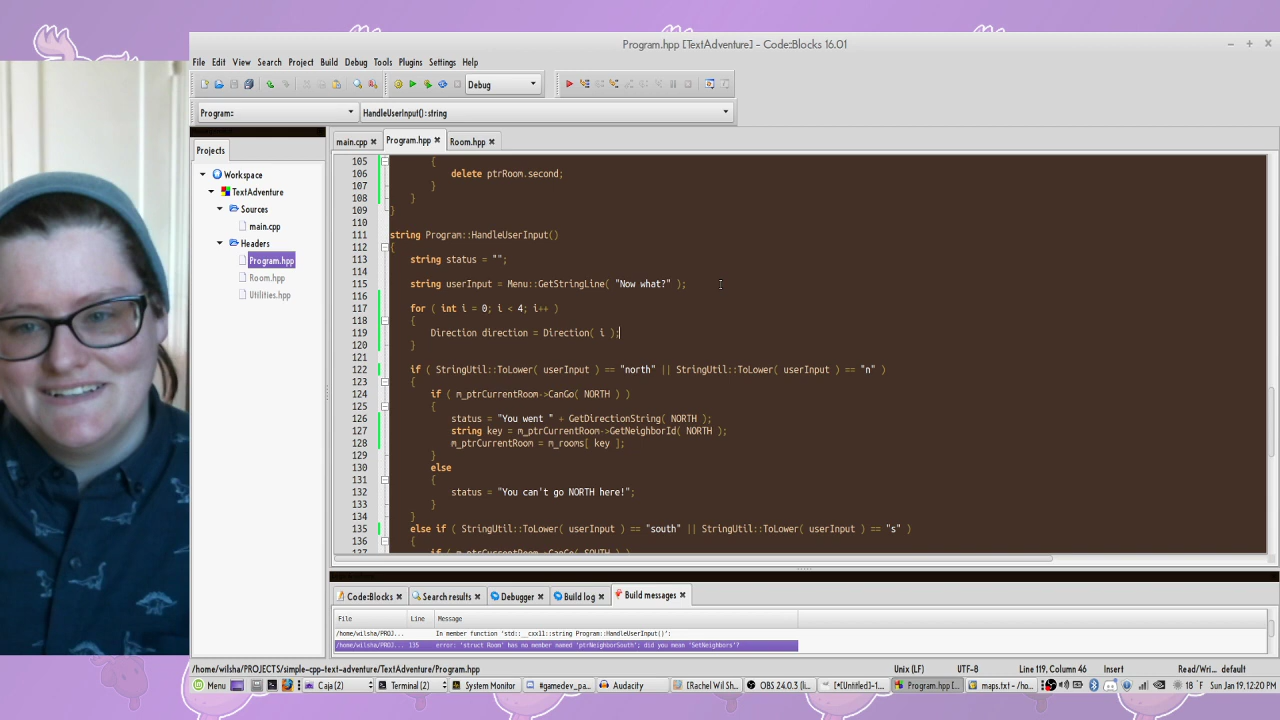 Program.hpp [TextAdventure] - Code::Blocks 16.01
File Edit View Search Project Build Debug Tools Plugins Settings Help
Debug
Program:: HandleUserInput() : string
Projects
main.cpp Program.hpp Room.hpp
Workspace
TextAdventure
Sources
main.cpp
Headers
Program.hpp
Room.hpp
Utilities.hpp
105 {
106 delete ptrRoom.second;
107 }
108 }
109 }
110
111 string Program::HandleUserInput()
112 {
113 string status = "";
114
115 string userInput = Menu::GetStringLine( "Now what?" );
116
117 for ( int i = 0; i < 4; i++ )
118 {
119 Direction direction = Direction( i );
120 }
121
122 if ( StringUtil::ToLower( userInput ) == "north" || StringUtil::ToLower( userInput ) == "n" )
123 {
124 if ( m_ptrCurrentRoom->CanGo( NORTH ) )
125 {
126 status = "You went " + GetDirectionString( NORTH );
127 string key = m_ptrCurrentRoom->GetNeighborId( NORTH );
128 m_ptrCurrentRoom = m_rooms[ key ];
129 }
130 else
131 {
132 status = "You can't go NORTH here!";
133 }
134 }
135 else if ( StringUtil::ToLower( userInput ) == "south" || StringUtil::ToLower( userInput ) == "s" )
136 {
137 if ( m_ptrCurrentRoom->CanGo( SOUTH ) )
Code::Blocks Search results Debugger Build log Build messages
File Line Message
/home/wilsha/PROJ... In member function 'std::__cxx11::string Program::HandleUserInput()':
/home/wilsha/PROJ... 135 error: 'struct Room' has no member named 'ptrNeighborSouth'; did you mean 'SetNeighbors'?
/home/wilsha/PROJECTS/simple-cpp-text-adventure/TextAdventure/Program.hpp Unix (LF) UTF-8 Line 119, Column 46 Insert Read/Wri... default
Menu Caja (2) Terminal (2) System Monitor #gamedev_pa... Audacity [Rachel Wil Sh... OBS 24.0.3 (l... [*[Untitled]-1... Program.hpp [... maps.txt - /ho... 18 °F Sun Jan 19, 12:20 PM